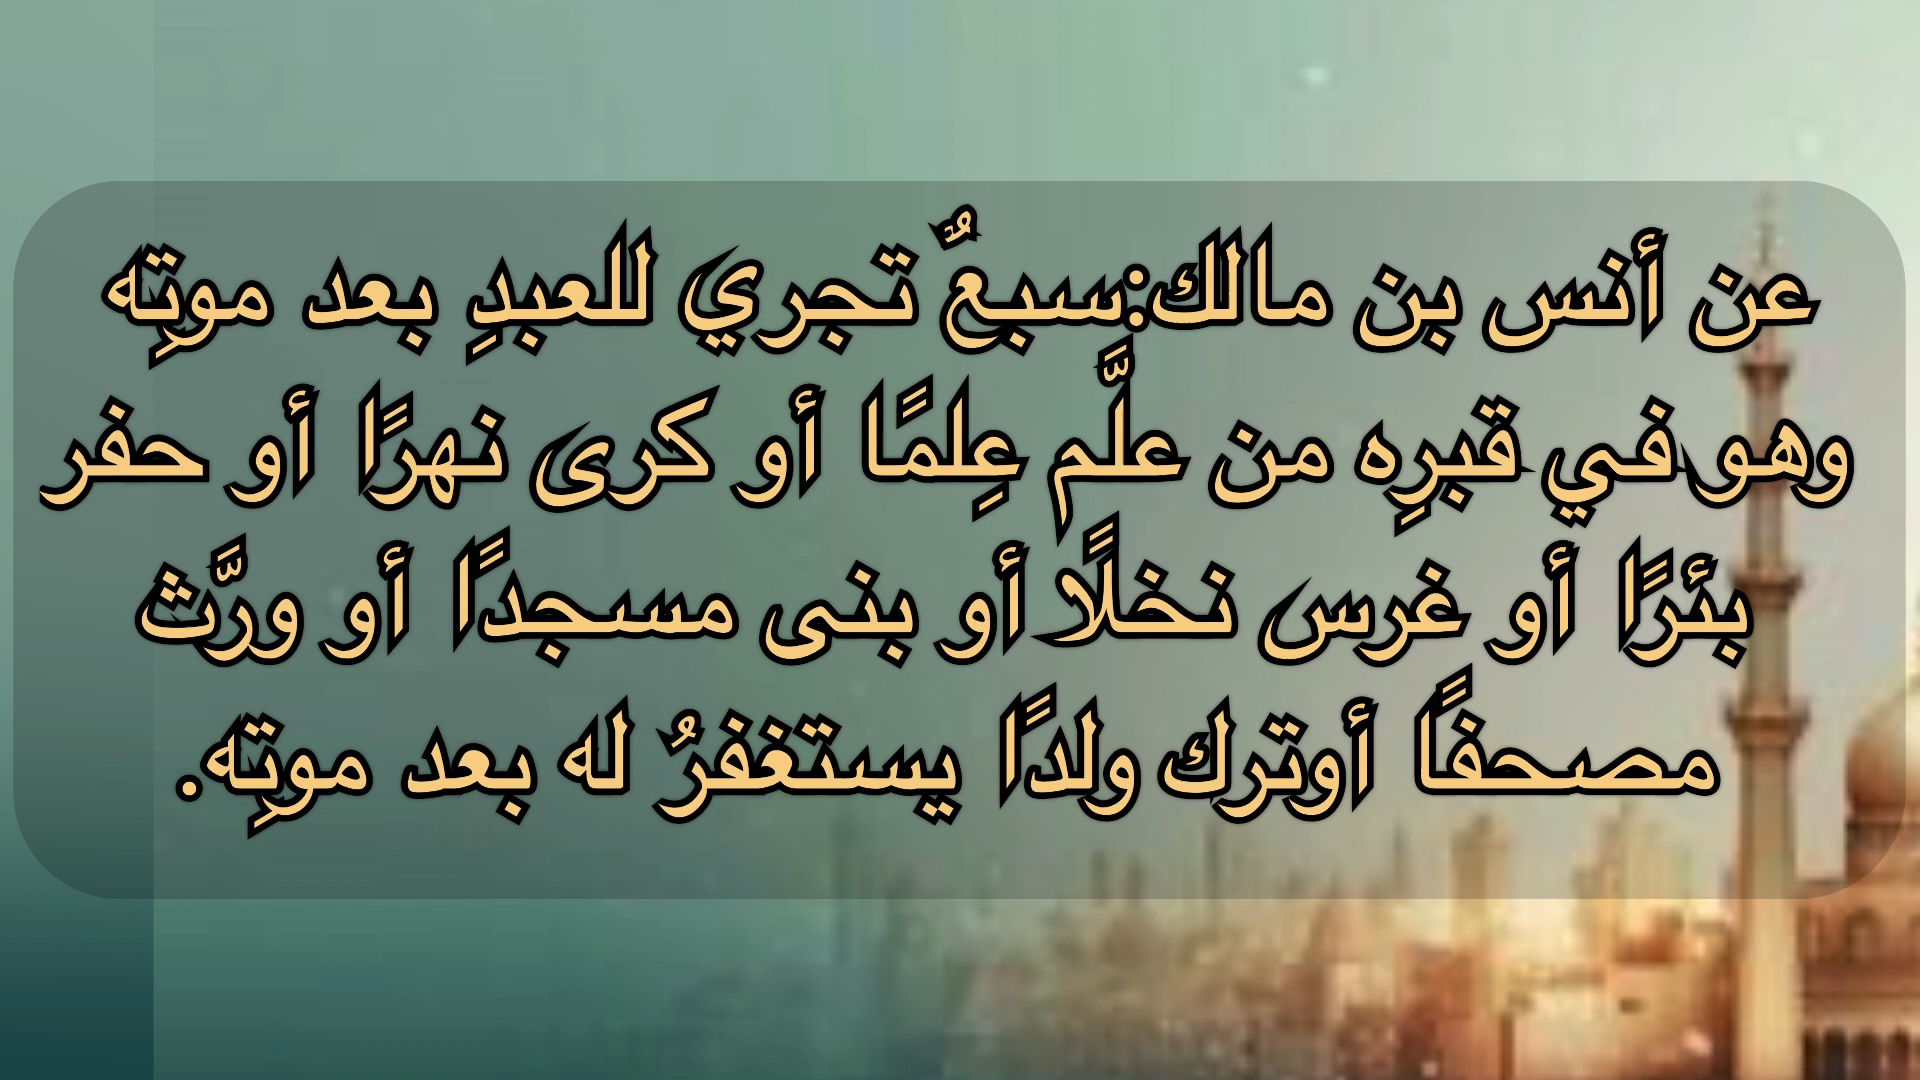 عن أنس بن مالك:سبعٌ تجري للعبدِ بعد موتِه
وهو في قبرِه من علَّم عِلمًا أو كرى نهرًا أو حفر
بئرًا أو غرس نخلًا أو بنى مسجدًا أو ورَّث
مصحفًا أوترك ولدًا يستغفرُ له بعد موتِه.